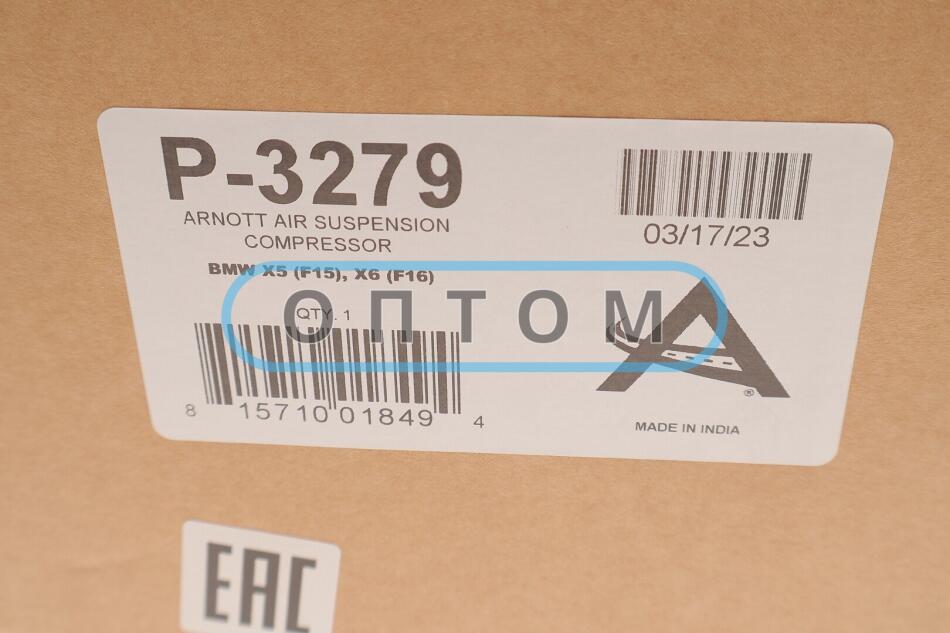 P-3279
ARNOTT AIR SUSPENSION
COMPRESSOR
BMW X5 (F15), X6 (F16)
QTY. 1
8 15710 01849 4
03/17/23
®
MADE IN INDIA
ОПТОМ
EAC